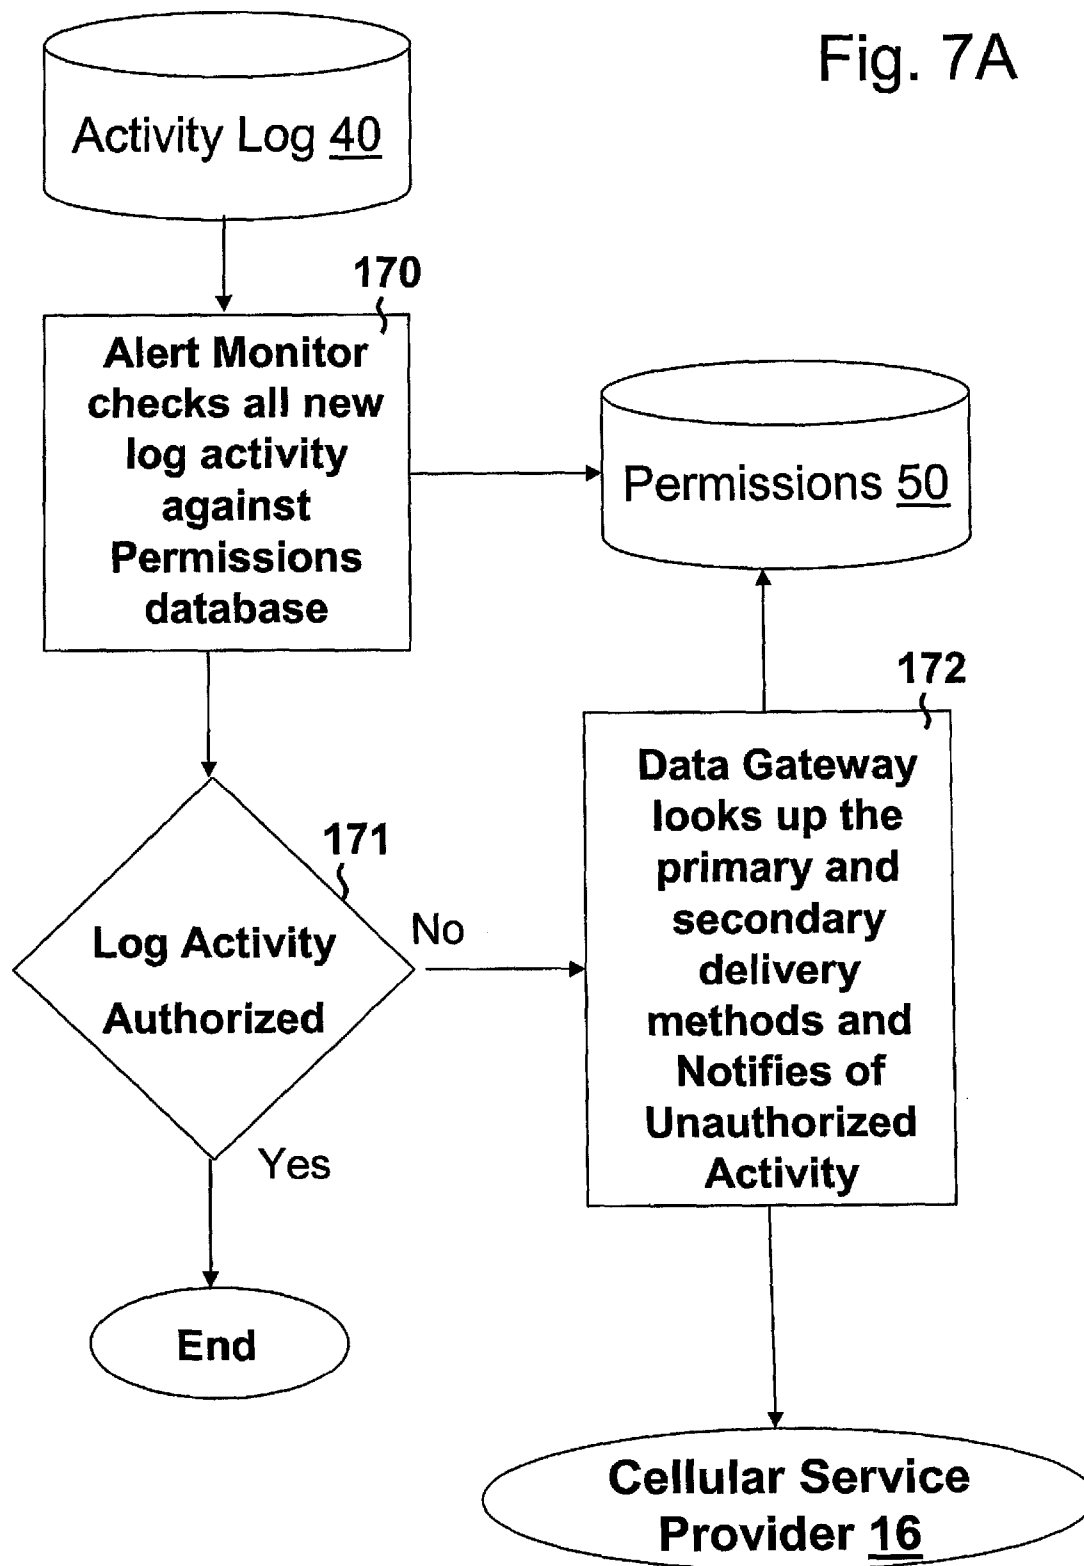 Fig. 7A
Activity Log 40
170
Alert Monitor
checks all new
log activity
against
Permissions
database
Permissions 50
172
Data Gateway
looks up the
primary and
secondary
delivery
methods and
Notifies of
Unauthorized
Activity
171
Log Activity
Authorized
No
Yes
End
Cellular Service
Provider 16